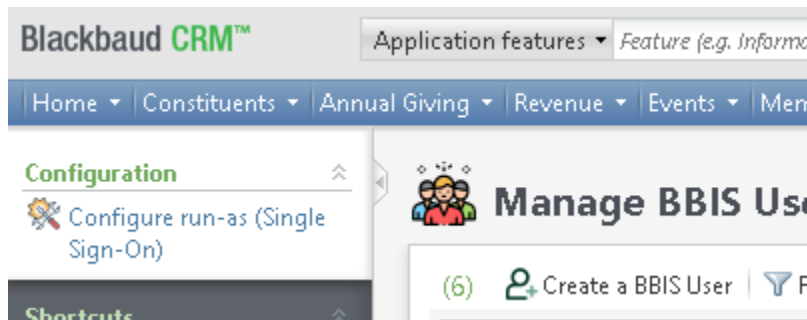 Blackbaud CRM™
Application features ▾ Feature (e.g. Informa
Home ▾ Constituents ▾ Annual Giving ▾ Revenue ▾ Events ▾ Mem
Configuration
Configure run-as (Single
Sign-On)
Manage BBIS Use
(6) Create a BBIS User
Shortcuts